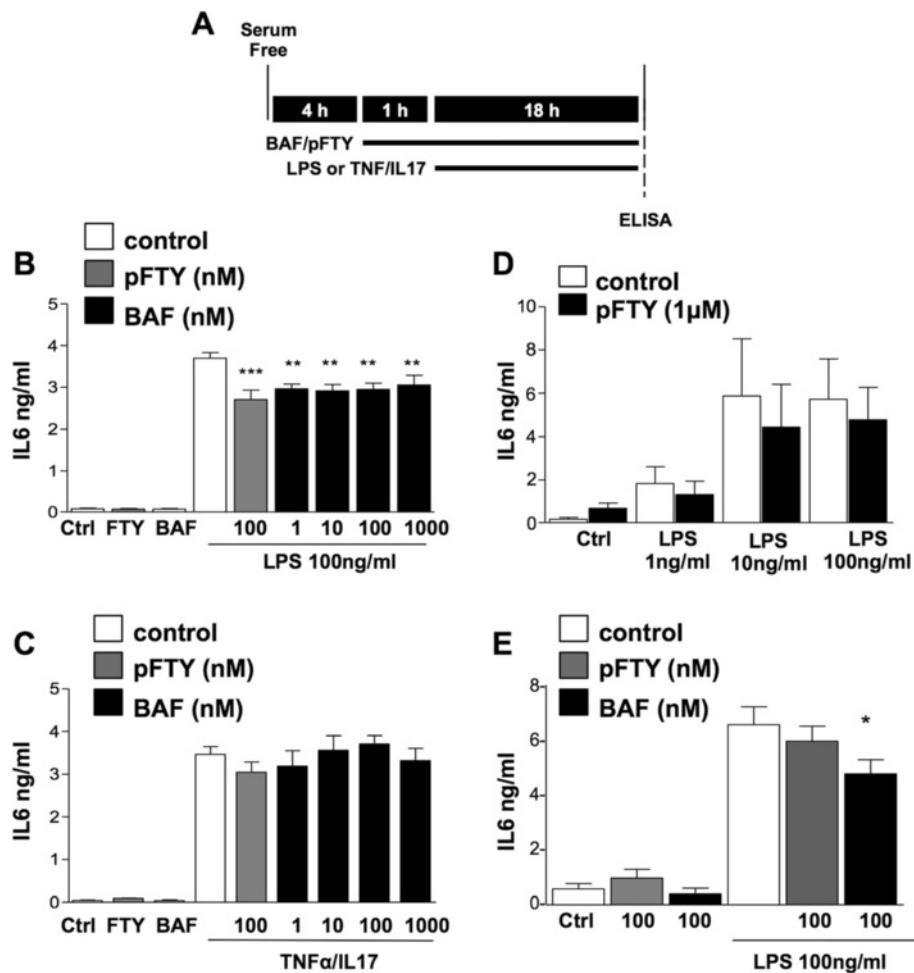 A
Serum
Free
4 h 1 h 18 h
BAF/pFTY
LPS or TNF/IL17
ELISA
B
control
pFTY (nM)
BAF (nM)
IL6 ng/ml
5
4
3
2
1
0
*** ** ** ** **
Ctrl FTY BAF 100 1 10 100 1000
LPS 100ng/ml
D
control
pFTY (1µM)
IL6 ng/ml
10
8
6
4
2
0
Ctrl LPS LPS LPS
1ng/ml 10ng/ml 100ng/ml
C
control
pFTY (nM)
BAF (nM)
IL6 ng/ml
5
4
3
2
1
0
Ctrl FTY BAF 100 1 10 100 1000
TNFα/IL17
E
control
pFTY (nM)
BAF (nM)
IL6 ng/ml
8
6
4
2
0
*
Ctrl 100 100 100 100
LPS 100ng/ml